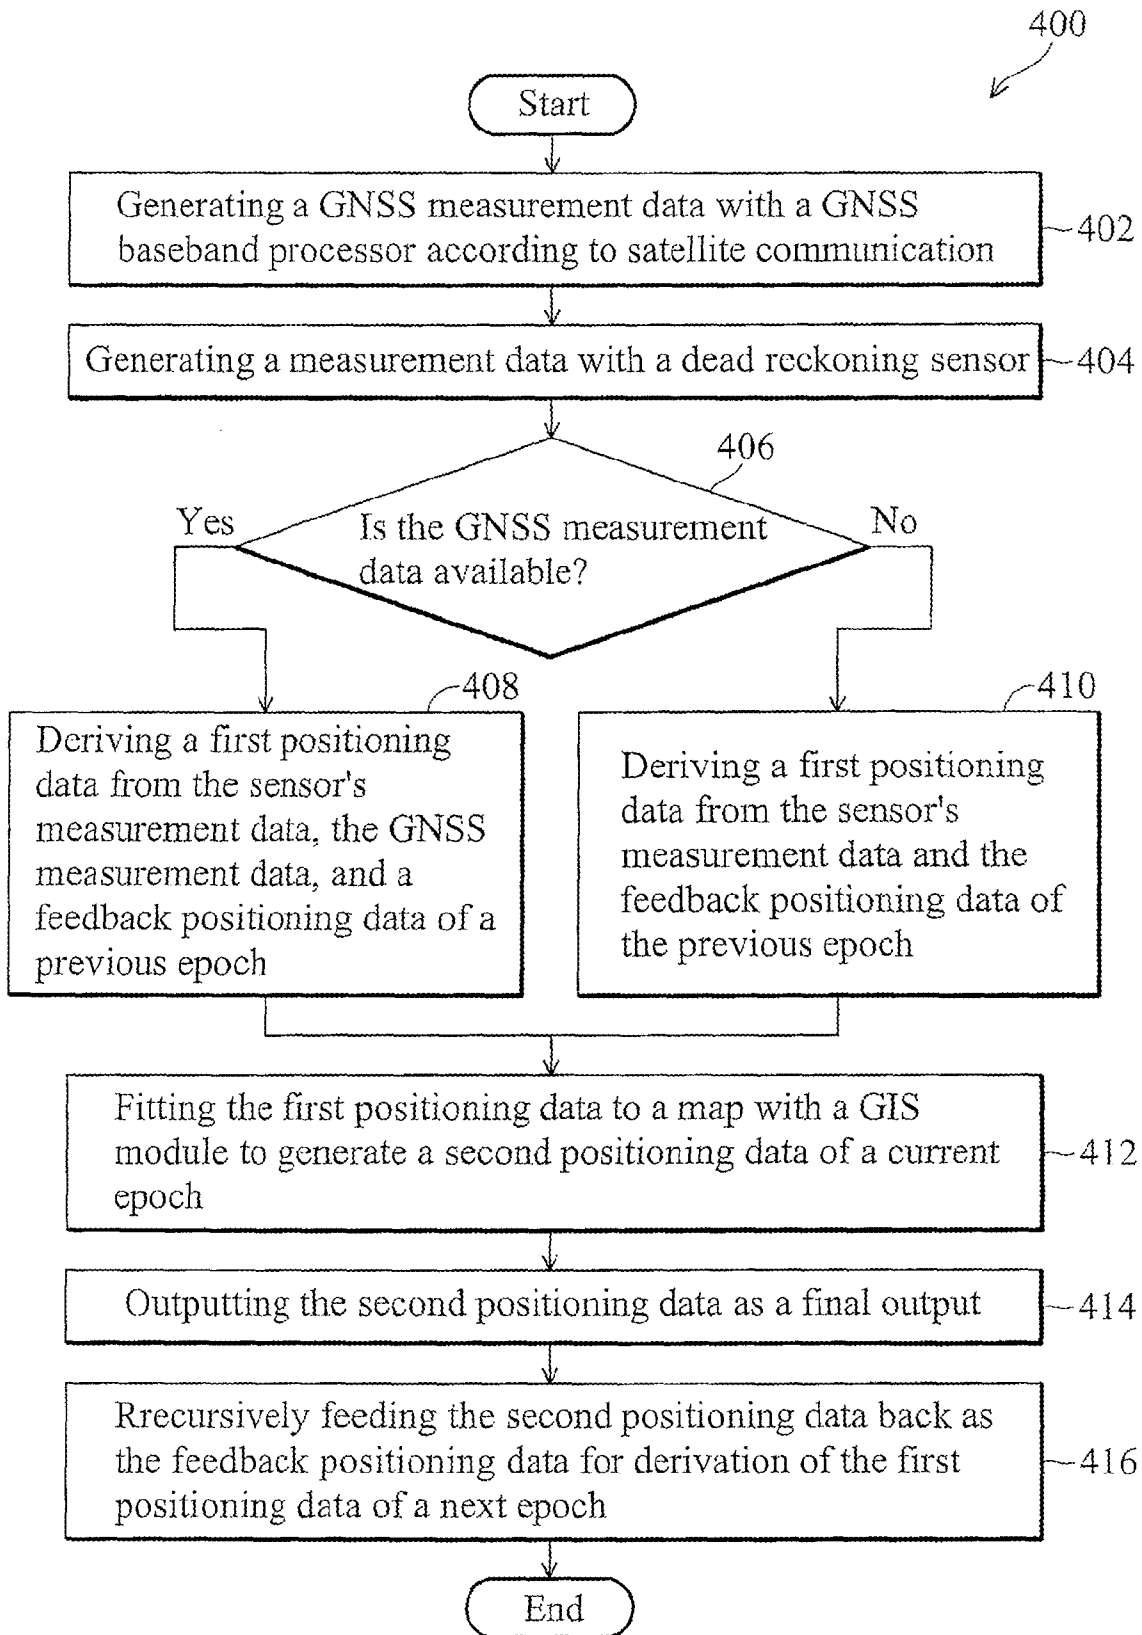 400
Start
Generating a GNSS measurement data with a GNSS
baseband processor according to satellite communication
402
Generating a measurement data with a dead reckoning sensor
404
406
Yes
No
Is the GNSS measurement
data available?
408
Deriving a first positioning
data from the sensor's
measurement data, the GNSS
measurement data, and a
feedback positioning data of a
previous epoch
410
Deriving a first positioning
data from the sensor's
measurement data and the
feedback positioning data of
the previous epoch
Fitting the first positioning data to a map with a GIS
module to generate a second positioning data of a current
epoch
412
Outputting the second positioning data as a final output
414
Rrecursively feeding the second positioning data back as
the feedback positioning data for derivation of the first
positioning data of a next epoch
416
End